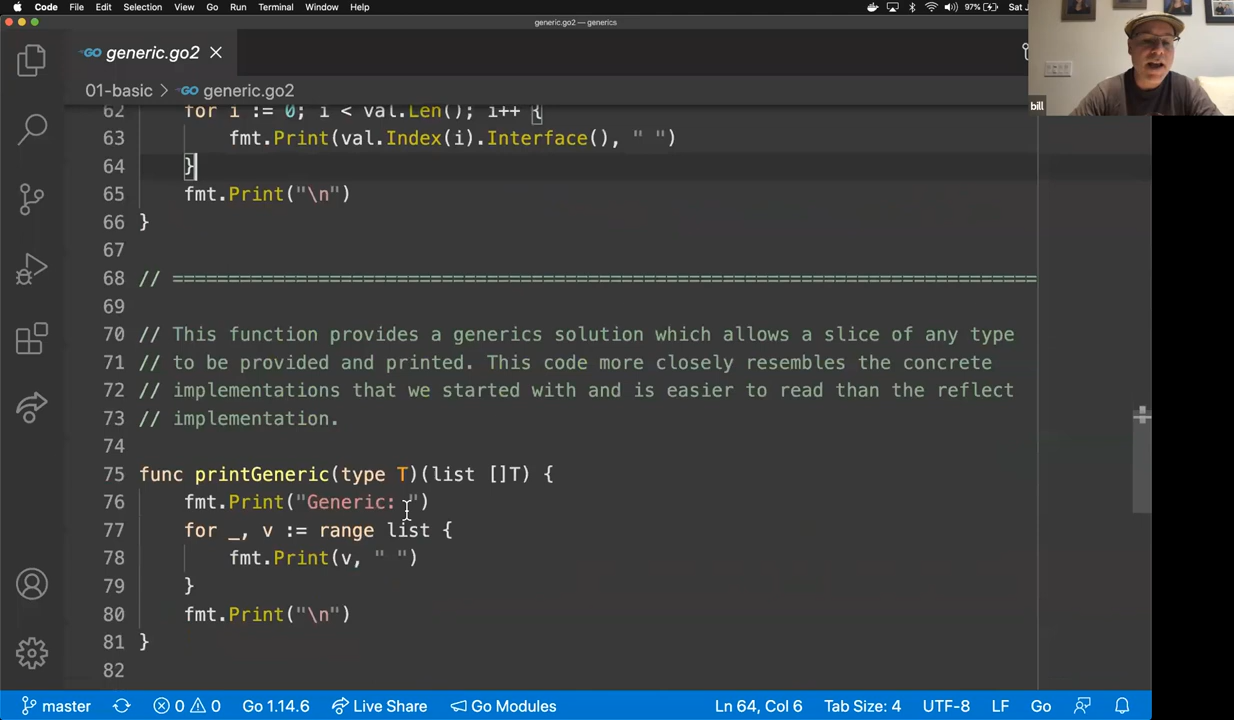 Code File Edit Selection View Go Run Terminal Window Help 97% Sat J
generic.go2 — generics
GO generic.go2
01-basic > GO generic.go2
bill
62 for i := 0; i < val.Len(); i++ {
63 fmt.Print(val.Index(i).Interface(), " ")
64 }
65 fmt.Print("\n")
66 }
67
68 // =============================================================================
69
70 // This function provides a generics solution which allows a slice of any type
71 // to be provided and printed. This code more closely resembles the concrete
72 // implementations that we started with and is easier to read than the reflect
73 // implementation.
74
75 func printGeneric(type T)(list []T) {
76 fmt.Print("Generic: ")
77 for _, v := range list {
78 fmt.Print(v, " ")
79 }
80 fmt.Print("\n")
81 }
82
master 0 0 Go 1.14.6 Live Share Go Modules Ln 64, Col 6 Tab Size: 4 UTF-8 LF Go